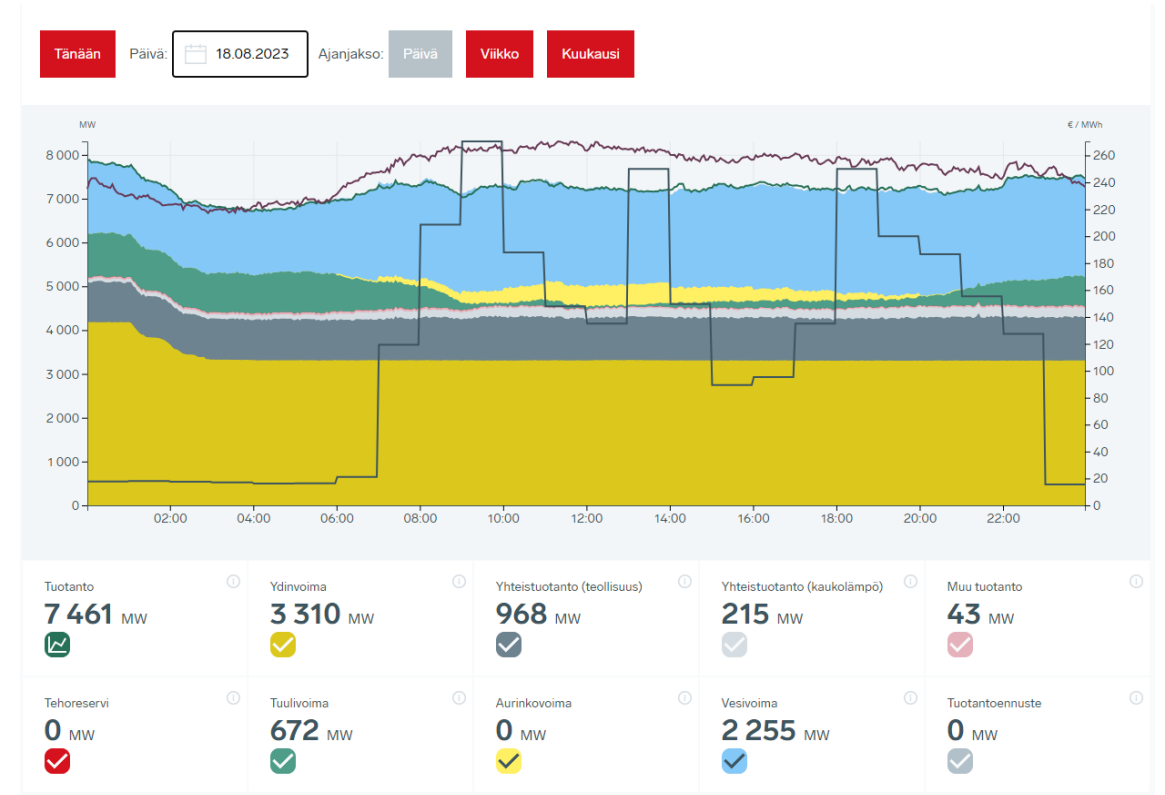 Tänään Päivä: 18.08.2023 Ajanjakso: Päivä Viikko Kuukausi
MW € / MWh
8 000 260
7 000 240
6 000 220
5 000 200
4 000 180
3 000 160
2 000 140
1 000 120
0 100
80
60
40
20
0
02:00 04:00 06:00 08:00 10:00 12:00 14:00 16:00 18:00 20:00 22:00
Tuotanto Ydinvoima Yhteistuotanto (teollisuus) Yhteistuotanto (kaukolämpö) Muu tuotanto
7 461 MW 3 310 MW 968 MW 215 MW 43 MW
Tehoreservi Tuulivoima Aurinkovoima Vesivoima Tuotantoennuste
0 MW 672 MW 0 MW 2 255 MW 0 MW